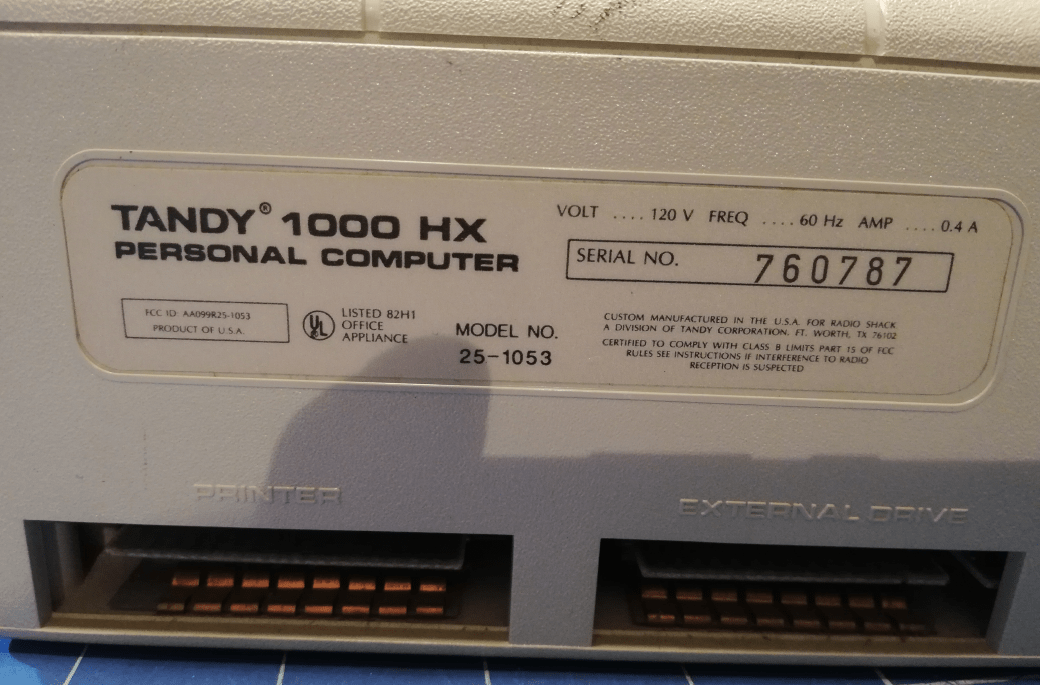 TANDY® 1000 HX
PERSONAL COMPUTER
VOLT .... 120 V FREQ .... 60 Hz AMP .... 0.4 A
SERIAL NO. 760787
FCC ID: AA099R25-1053
PRODUCT OF U.S.A.
UL
LISTED 82H1
OFFICE
APPLIANCE
MODEL NO.
25-1053
CUSTOM MANUFACTURED IN THE U.S.A. FOR RADIO SHACK
A DIVISION OF TANDY CORPORATION. FT. WORTH, TX 76102
CERTIFIED TO COMPLY WITH CLASS B LIMITS PART 15 OF FCC
RULES SEE INSTRUCTIONS IF INTERFERENCE TO RADIO
RECEPTION IS SUSPECTED
PRINTER
EXTERNAL DRIVE